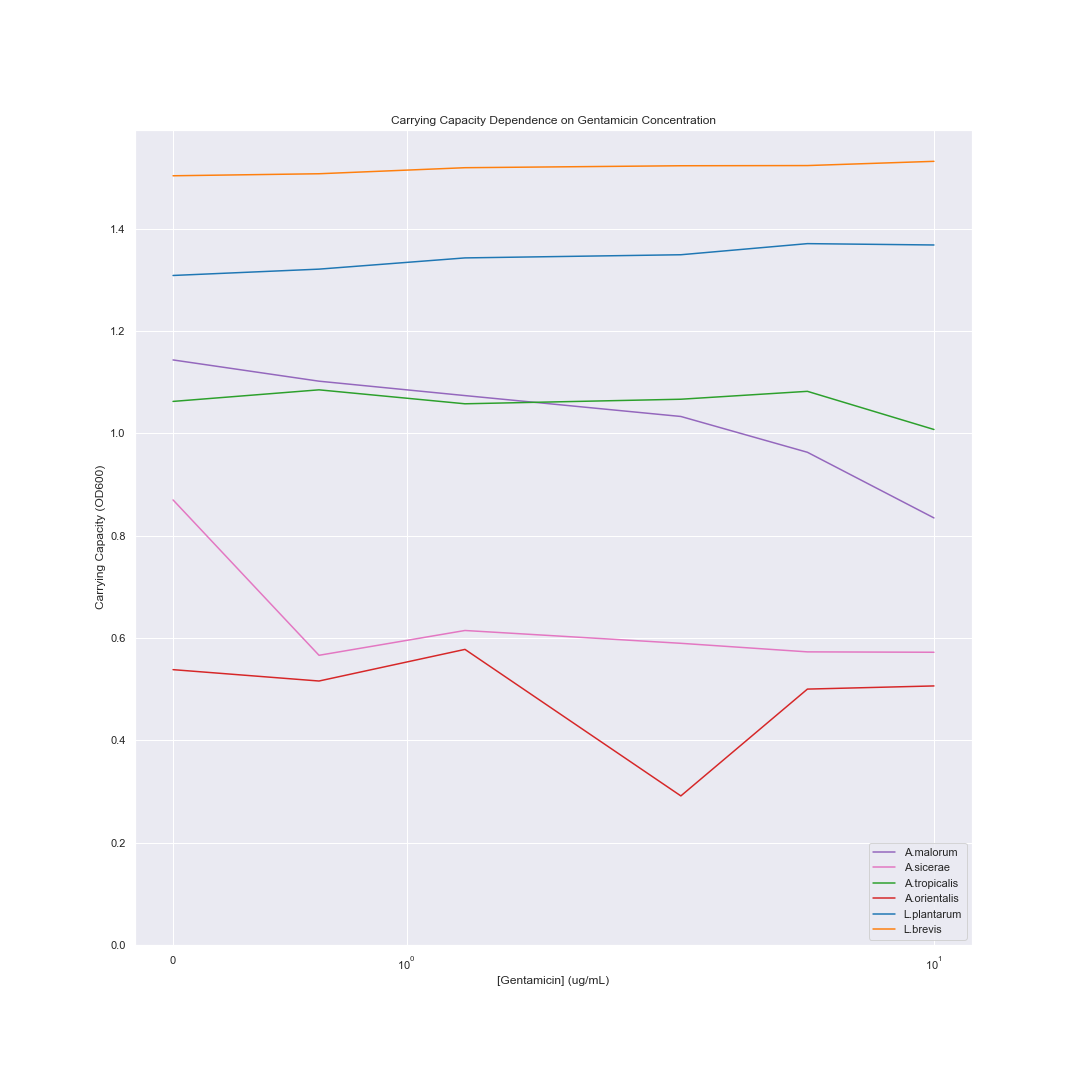 Carrying Capacity Dependence on Gentamicin Concentration
1.4
1.2
1.0
0.8
0.6
0.4
0.2
0.0
Carrying Capacity (OD600)
A.malorum
A.sicerae
A.tropicalis
A.orientalis
L.plantarum
L.brevis
0
10⁰
10¹
[Gentamicin] (ug/mL)